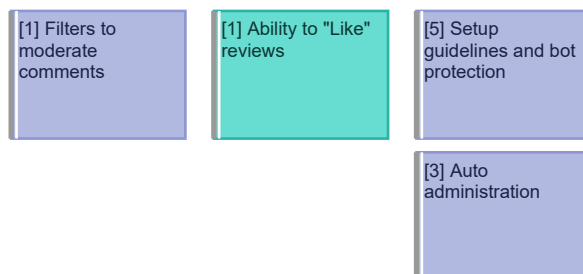 [1] Filters to
moderate
comments
[1] Ability to "Like"
reviews
[5] Setup
guidelines and bot
protection
[3] Auto
administration